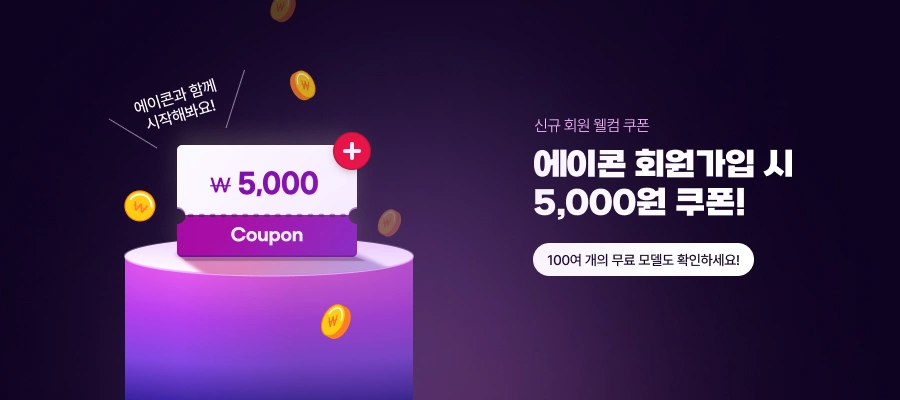 에이콘과 함께
시작해봐요!
₩ 5,000
Coupon
신규 회원 웰컴 쿠폰
에이콘 회원가입 시
5,000원 쿠폰!
100여 개의 무료 모델도 확인하세요!